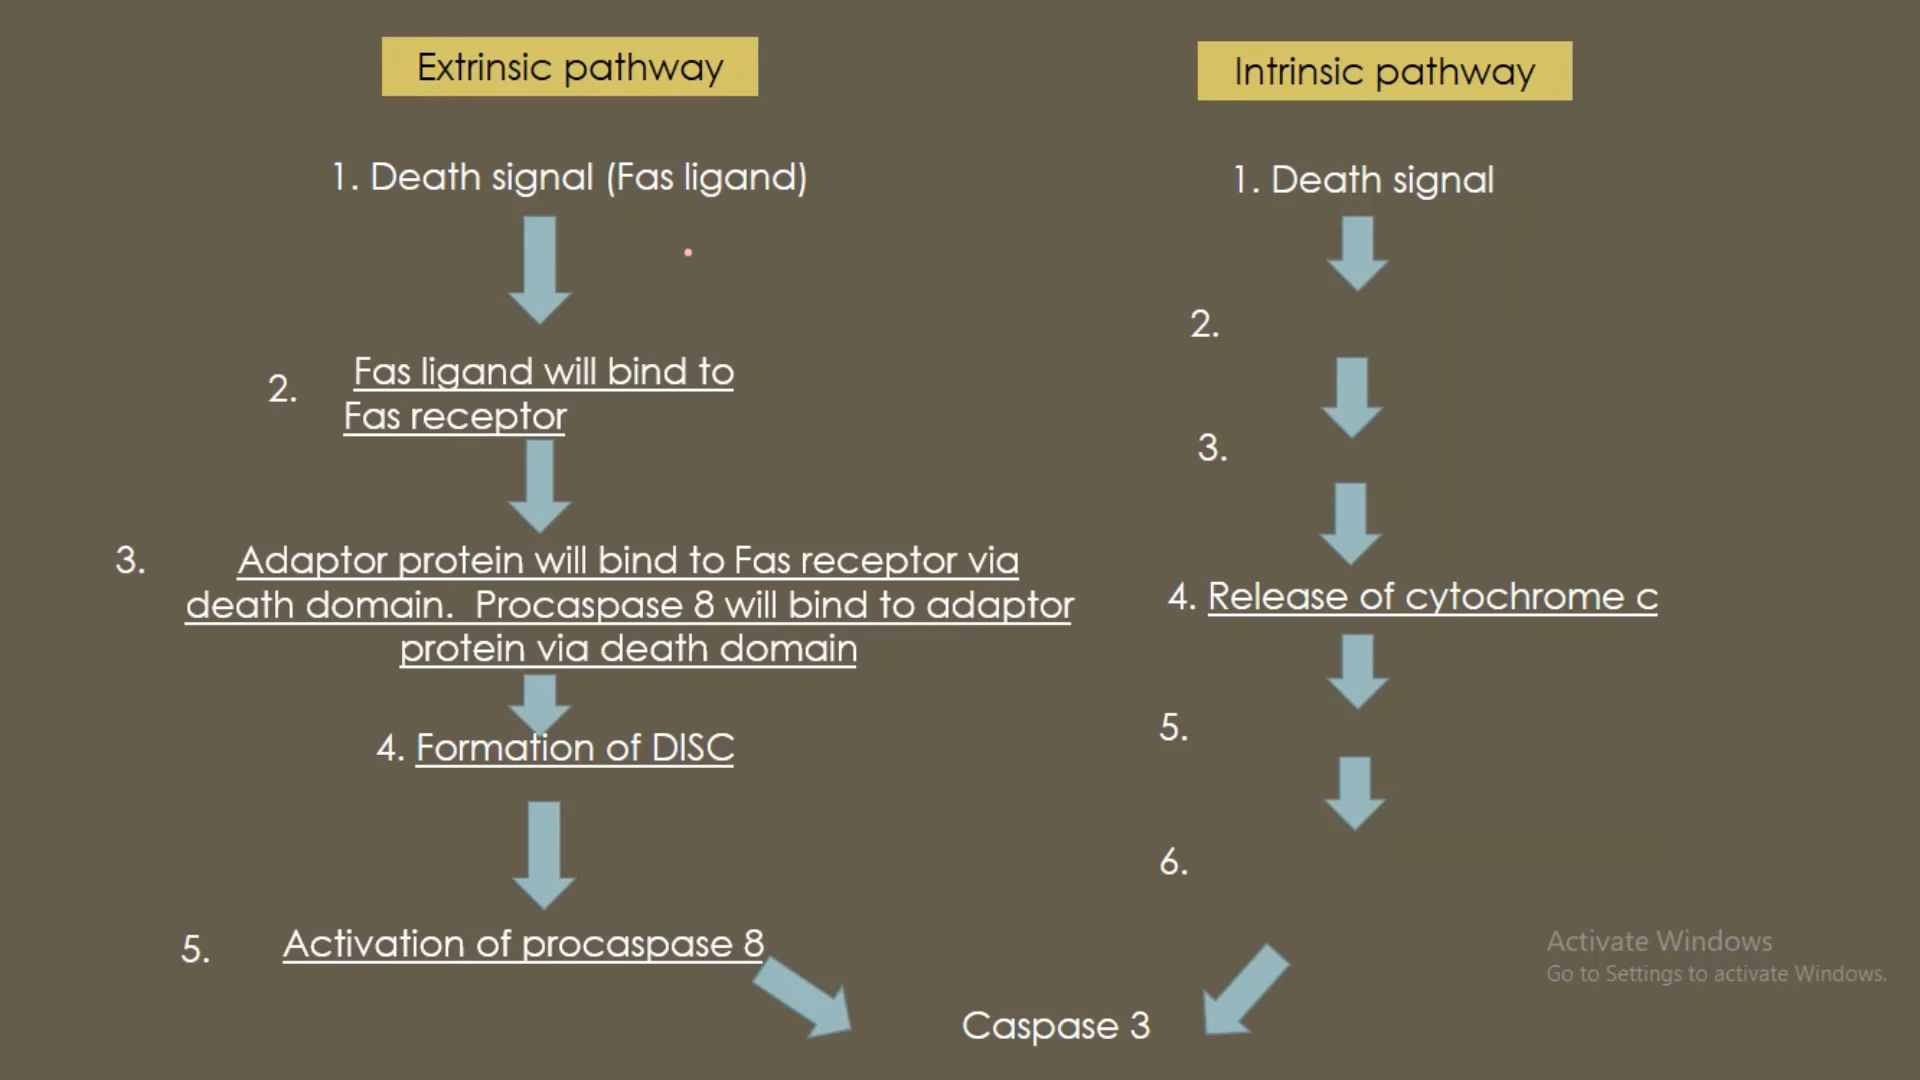 Extrinsic pathway
1. Death signal (Fas ligand)
2. Fas ligand will bind to
Fas receptor
3. Adaptor protein will bind to Fas receptor via
death domain. Procaspase 8 will bind to adaptor
protein via death domain
4. Formation of DISC
5. Activation of procaspase 8
Intrinsic pathway
1. Death signal
2.
3.
4. Release of cytochrome c
5.
6.
Caspase 3
Activate Windows
Go to Settings to activate Windows.